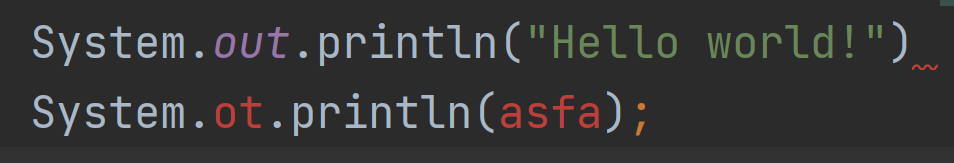 System.out.println("Hello world!")
System.ot.println(asfa);